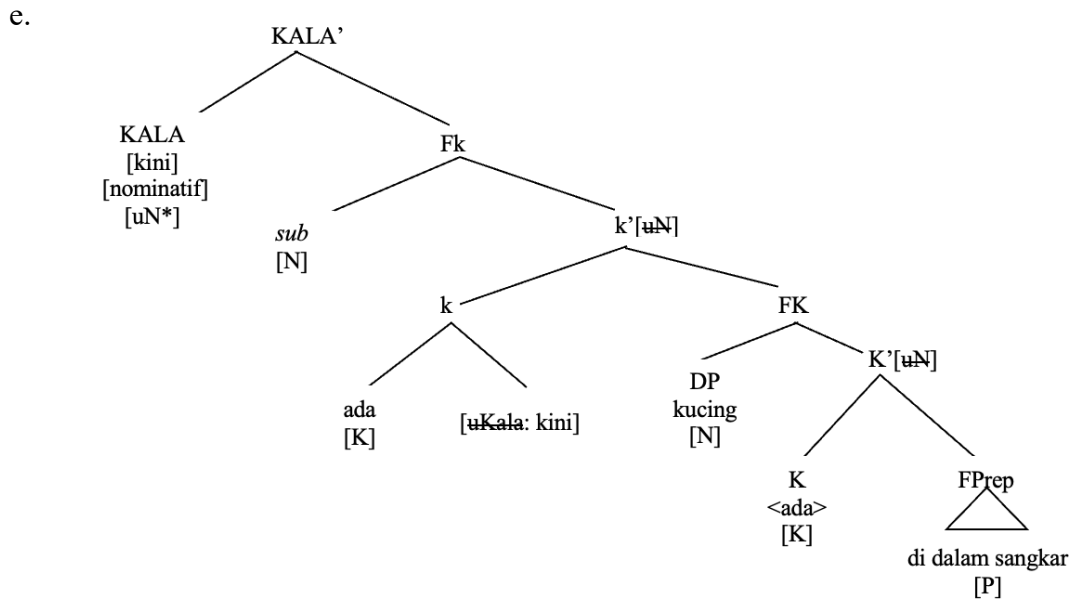 e.
KALA’
KALA
[kini]
[nominatif]
[uN*]
Fk
sub
[N]
k’[uN]
k
FK
ada
[K]
[uKala: kini]
DP
kucing
[N]
K’[uN]
K
<ada>
[K]
FPrep
di dalam sangkar
[P]